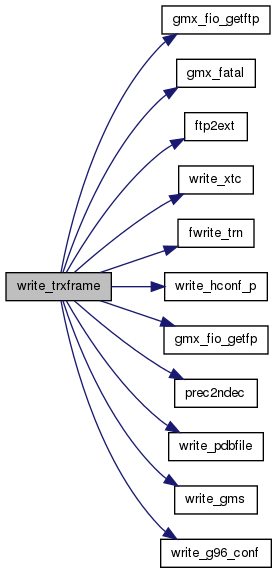 gmx_fio_getftp
gmx_fatal
ftp2ext
write_xtc
fwrite_trn
write_trxframe
write_hconf_p
gmx_fio_getfp
prec2ndec
write_pdbfile
write_gms
write_g96_conf